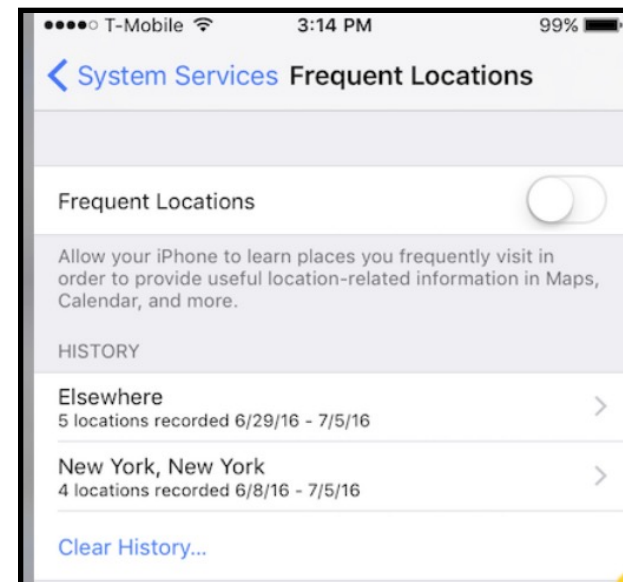 T-Mobile 3:14 PM 99%
System Services Frequent Locations
Frequent Locations
Allow your iPhone to learn places you frequently visit in
order to provide useful location-related information in Maps,
Calendar, and more.
HISTORY
Elsewhere
5 locations recorded 6/29/16 - 7/5/16
New York, New York
4 locations recorded 6/8/16 - 7/5/16
Clear History...